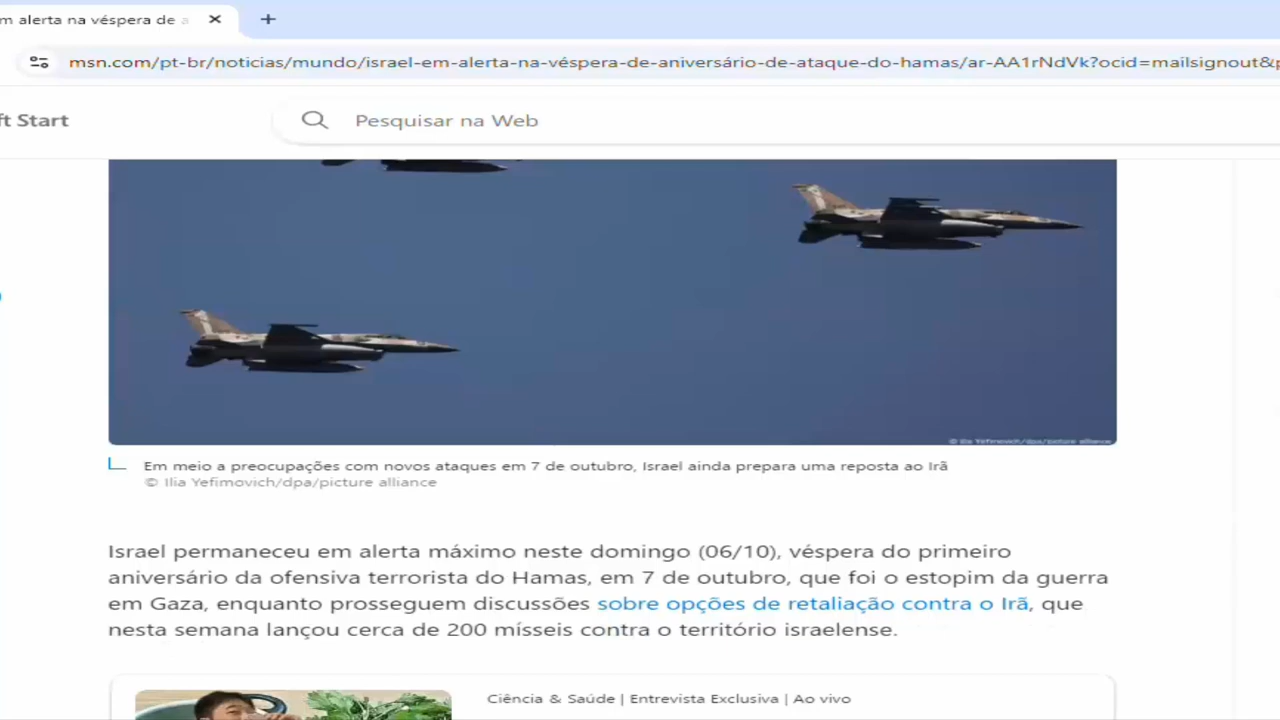 m alerta na véspera de a
msn.com/pt-br/noticias/mundo/israel-em-alerta-na-véspera-de-aniversário-de-ataque-do-hamas/ar-AA1rNdVk?ocid=mailsignout&p
ft Start
Pesquisar na Web
© Ilia Yefimovich/dpa/picture alliance
Em meio a preocupações com novos ataques em 7 de outubro, Israel ainda prepara uma reposta ao Irã
© Ilia Yefimovich/dpa/picture alliance
Israel permaneceu em alerta máximo neste domingo (06/10), véspera do primeiro
aniversário da ofensiva terrorista do Hamas, em 7 de outubro, que foi o estopim da guerra
em Gaza, enquanto prosseguem discussões sobre opções de retaliação contra o Irã, que
nesta semana lançou cerca de 200 mísseis contra o território israelense.
Ciência & Saúde | Entrevista Exclusiva | Ao vivo